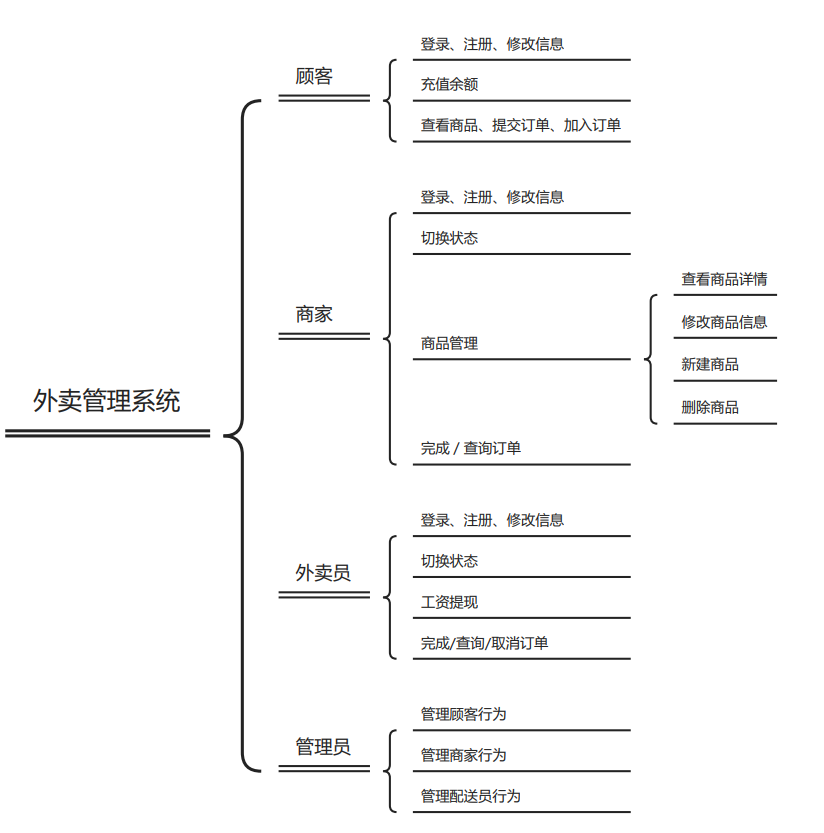 外卖管理系统
顾客
登录、注册、修改信息
充值余额
查看商品、提交订单、加入订单
商家
登录、注册、修改信息
切换状态
商品管理
查看商品详情
修改商品信息
新建商品
删除商品
完成 / 查询订单
外卖员
登录、注册、修改信息
切换状态
工资提现
完成/查询/取消订单
管理员
管理顾客行为
管理商家行为
管理配送员行为